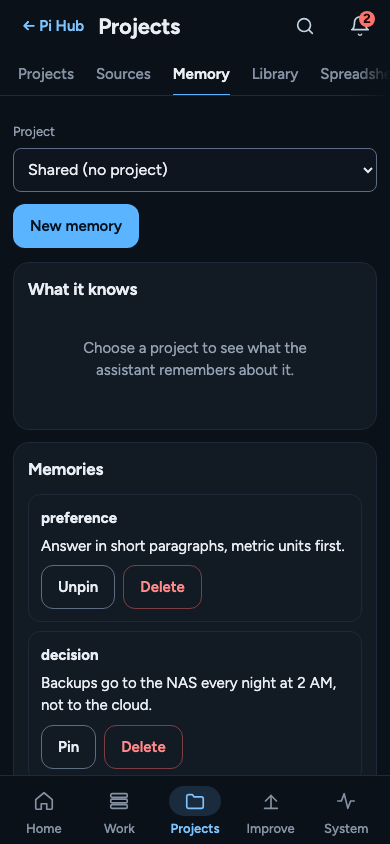 ← Pi Hub Projects 2
Projects Sources Memory Library Spreadsh
Project
Shared (no project)
New memory
What it knows
Choose a project to see what the
assistant remembers about it.
Memories
preference
Answer in short paragraphs, metric units first.
Unpin Delete
decision
Backups go to the NAS every night at 2 AM,
not to the cloud.
Pin Delete
Home Work Projects Improve System